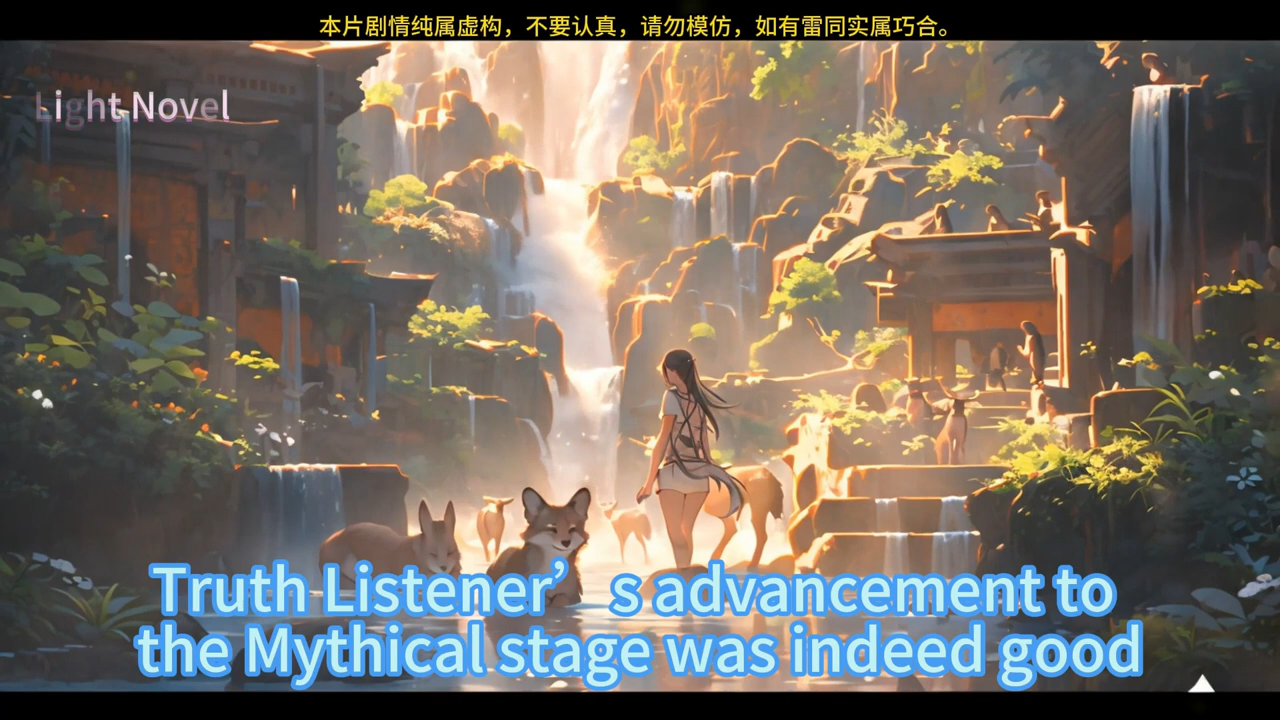 本片剧情纯属虚构，不要认真，请勿模仿，如有雷同实属巧合。
Light Novel
Truth Listener’ s advancement to
the Mythical stage was indeed good